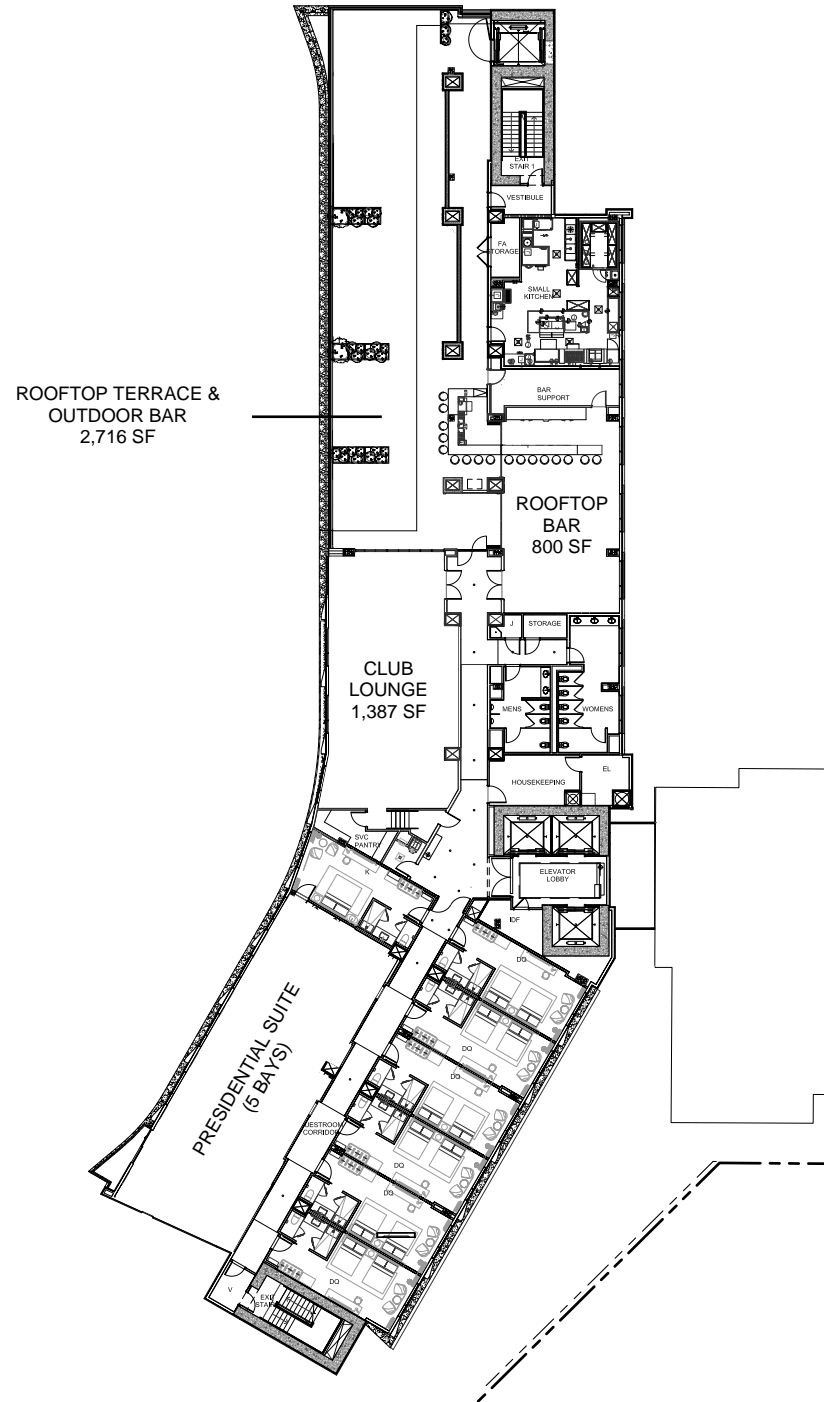 EXIT
STAIR 1
VESTIBULE
FA
STORAGE
SMALL
KITCHEN
ROOFTOP TERRACE &
OUTDOOR BAR
2,716 SF
BAR
SUPPORT
ROOFTOP
BAR
800 SF
J
STORAGE
CLUB
LOUNGE
1,387 SF
MENS
WOMENS
HOUSEKEEPING
EL
SVC
PANTRY
K
ELEVATOR
LOBBY
IDF
DQ
DQ
DQ
PRESIDENTIAL SUITE
(5 BAYS)
UESTROOM
CORRIDOR
DQ
DQ
DQ
V
EXIT
STAIR